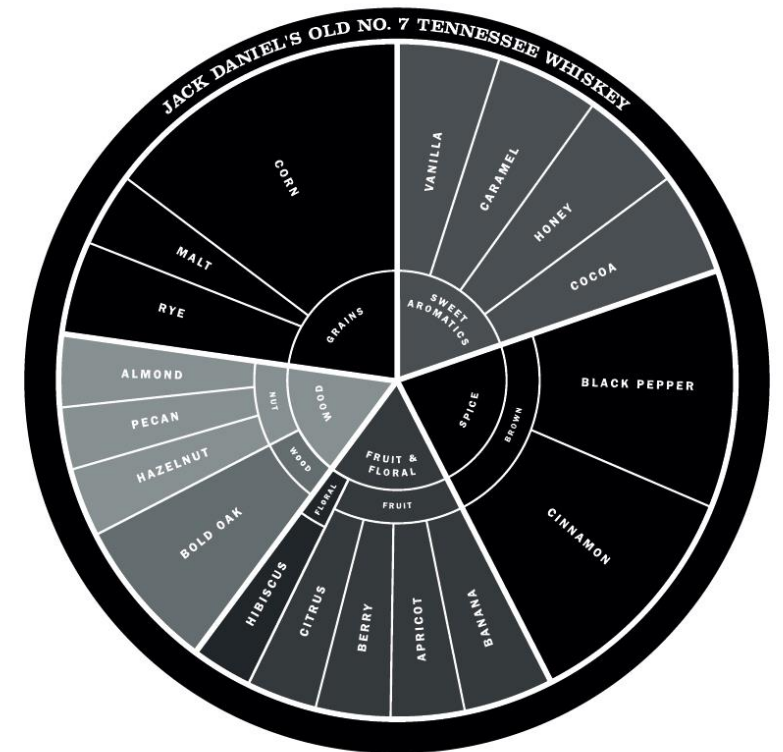 JACK DANIEL'S OLD NO. 7 TENNESSEE WHISKEY
SWEET
AROMATICS
VANILLA
CARAMEL
HONEY
COCOA
SPICE
BROWN
BLACK PEPPER
CINNAMON
FRUIT &
FLORAL
FRUIT
BANANA
APRICOT
BERRY
CITRUS
FLORAL
HIBISCUS
WOOD
WOOD
BOLD OAK
NUT
HAZELNUT
PECAN
ALMOND
GRAINS
RYE
MALT
CORN